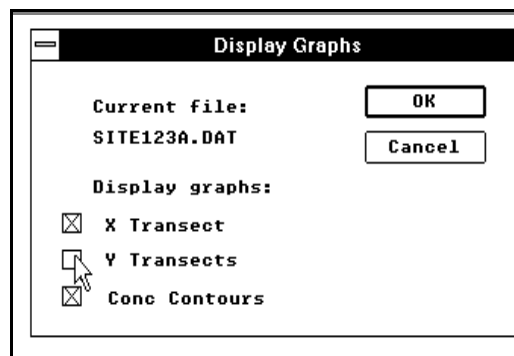 Display Graphs
Current file:
OK
SITE123A.DAT
Cancel
Display graphs:
X Transect
Y Transects
Conc Contours